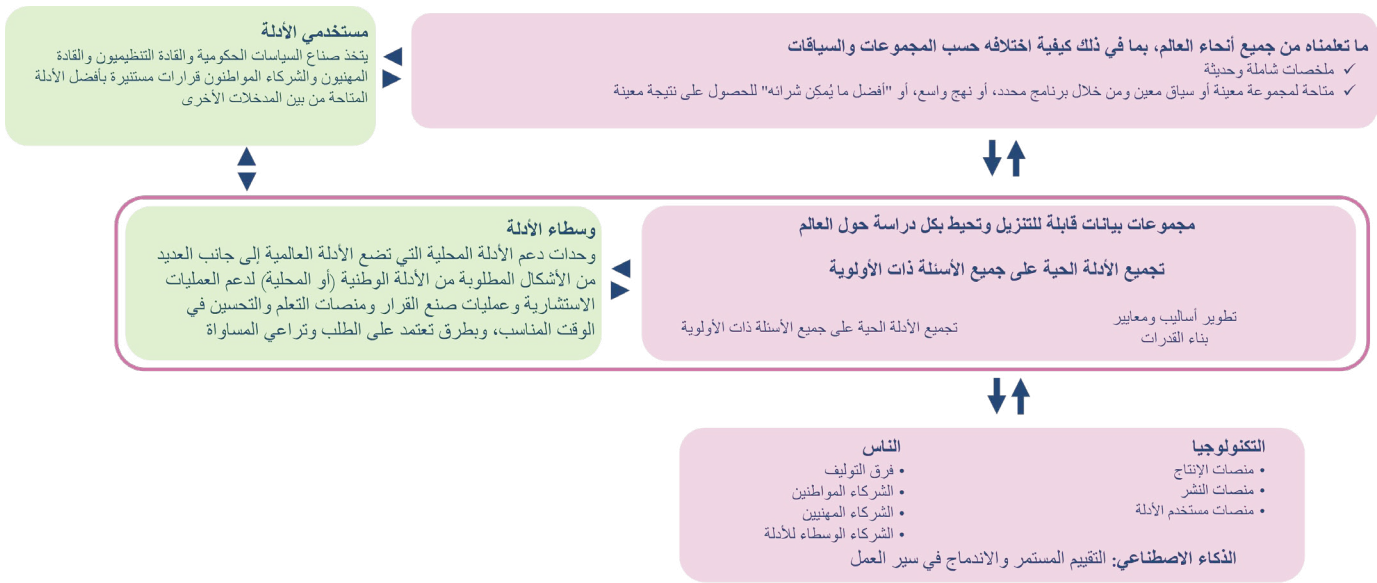 ما تعلمناه من جميع أنحاء العالم، بما في ذلك كيفية اختلافه حسب المجموعات والسياقات
✓ ملخصات شاملة وحديثة
✓ متاحة لمجموعة معينة أو سياق معين ومن خلال برنامج محدد، أو نهج واسع، أو "أفضل ما يُمكِن شرائه" للحصول على نتيجة معينة
مستخدمي الأدلة
يتخذ صناع السياسات الحكومية والقادة التنظيميون والقادة
المهنيون والشركاء المواطنون قرارات مستنيرة بأفضل الأدلة
المتاحة من بين المدخلات الأخرى
مجموعات بيانات قابلة للتنزيل وتحيط بكل دراسة حول العالم
تجميع الأدلة الحية على جميع الأسئلة ذات الأولوية
تطوير أساليب ومعايير
بناء القدرات
تجميع الأدلة الحية على جميع الأسئلة ذات الأولوية
وسطاء الأدلة
وحدات دعم الأدلة المحلية التي تضع الأدلة العالمية إلى جانب العديد
من الأشكال المطلوبة من الأدلة الوطنية (أو المحلية) لدعم العمليات
الاستشارية وعمليات صنع القرار ومنصات التعلم والتحسين في
الوقت المناسب، وبطرق تعتمد على الطلب وتراعي المساواة
التكنولوجيا
• منصات الإنتاج
• منصات النشر
• منصات مستخدم الأدلة
الناس
• فرق التوليف
• الشركاء المواطنين
• الشركاء المهنيين
• الشركاء الوسطاء للأدلة
الذكاء الاصطناعي: التقييم المستمر والاندماج في سير العمل